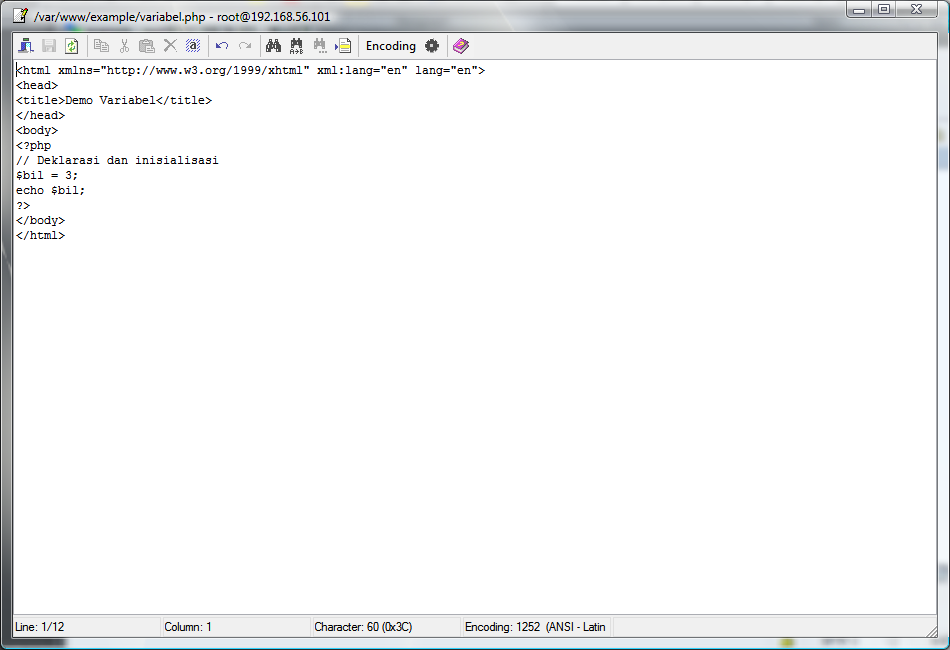 /var/www/example/variabel.php - root@192.168.56.101
Encoding
<html xmlns="http://www.w3.org/1999/xhtml" xml:lang="en" lang="en">
<head>
<title>Demo Variabel</title>
</head>
<body>
<?php
// Deklarasi dan inisialisasi
$bil = 3;
echo $bil;
?>
</body>
</html>
Line: 1/12 Column: 1 Character: 60 (0x3C) Encoding: 1252 (ANSI - Latin